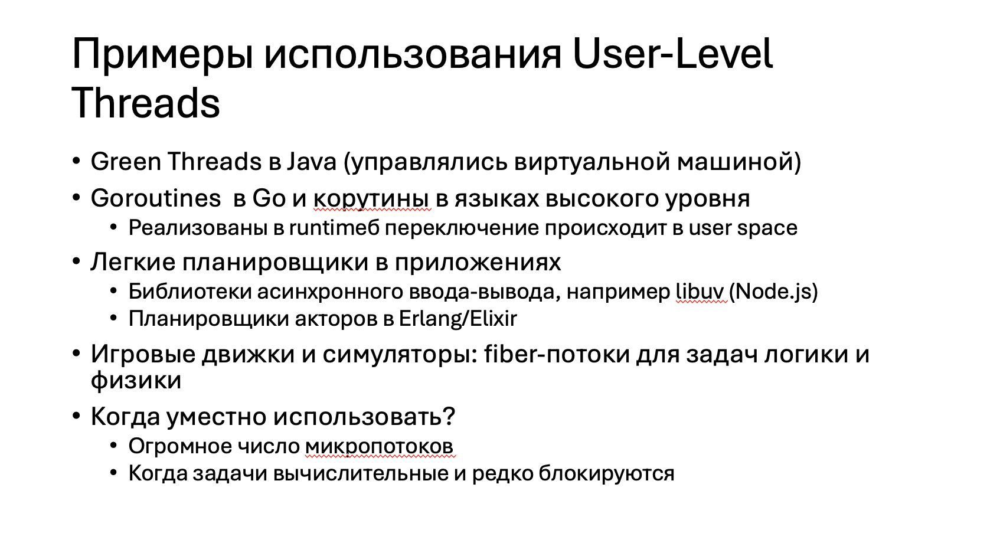 Примеры использования User-Level
Threads
• Green Threads в Java (управлялись виртуальной машиной)
• Goroutines  в Go и корутины в языках высокого уровня
• Реализованы в runtimeб переключение происходит в user space
• Легкие планировщики в приложениях
• Библиотеки асинхронного ввода-вывода, например libuv (Node.js)
• Планировщики акторов в Erlang/Elixir
• Игровые движки и симуляторы: fiber-потоки для задач логики и
физики
• Когда уместно использовать?
• Огромное число микропотоков
• Когда задачи вычислительные и редко блокируются